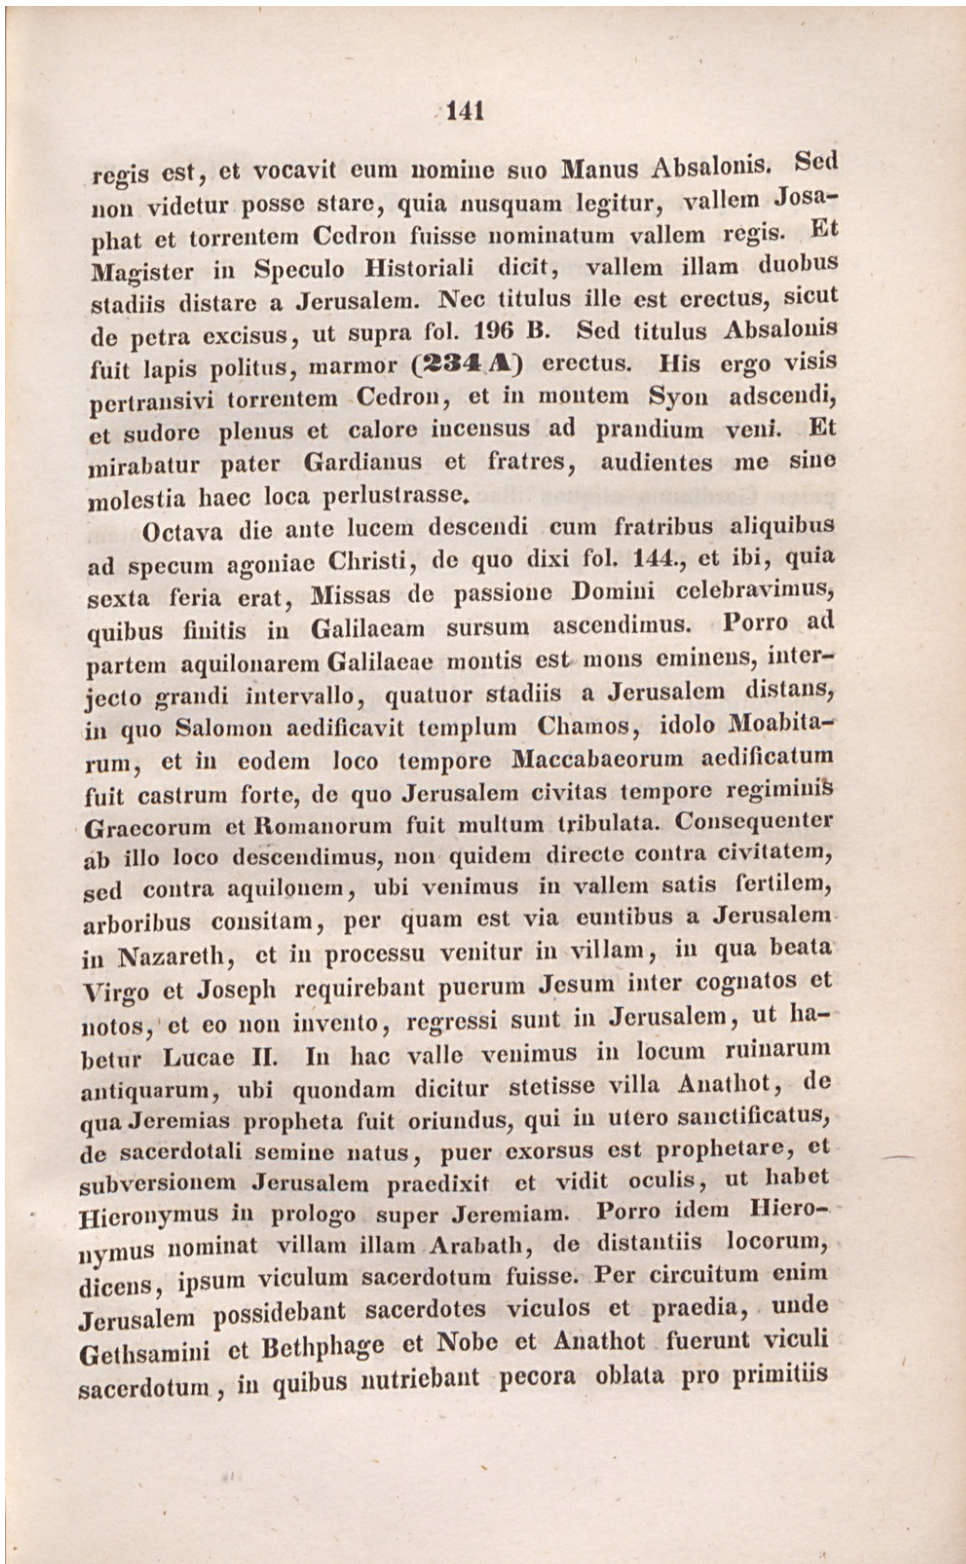 141
regis est, et vocavit eum nomine suo Manus Absalonis. Sed
non videtur posse stare, quia nusquam legitur, vallem Josa-
phat et torrentem Cedron fuisse nominatum vallem regis. Et
Magister in Speculo Historiali dicit, vallem illam duobus
stadiis distare a Jerusalem. Nec titulus ille est erectus, sicut
de petra excisus, ut supra fol. 196 B. Sed titulus Absalonis
fuit lapis politus, marmor (234 A) erectus. His ergo visis
pertransivi torrentem Cedron, et in montem Syon adscendi,
et sudore plenus et calore incensus ad prandium veni. Et
mirabatur pater Gardianus et fratres, audientes me sine
molestia haec loca perlustrasse.
Octava die ante lucem descendi cum fratribus aliquibus
ad specum agoniae Christi, de quo dixi fol. 144., et ibi, quia
sexta feria erat, Missas de passione Domini celebravimus,
quibus finitis in Galilaeam sursum ascendimus. Porro ad
partem aquilonarem Galilaeae montis est mons eminens, inter-
jecto grandi intervallo, quatuor stadiis a Jerusalem distans,
in quo Salomon aedificavit templum Chamos, idolo Moabita-
rum, et in eodem loco tempore Maccabaeorum aedificatum
fuit castrum forte, de quo Jerusalem civitas tempore regiminis
Graecorum et Romanorum fuit multum tribulata. Consequenter
ab illo loco descendimus, non quidem directe contra civitatem,
sed contra aquilonem, ubi venimus in vallem satis fertilem,
arboribus consitam, per quam est via euntibus a Jerusalem
in Nazareth, et in processu venitur in villam, in qua beata
Virgo et Joseph requirebant puerum Jesum inter cognatos et
notos, et eo non invento, regressi sunt in Jerusalem, ut ha-
betur Lucae II. In hac valle venimus in locum ruinarum
antiquarum, ubi quondam dicitur stetisse villa Anathot, de
qua Jeremias propheta fuit oriundus, qui in utero sanctificatus,
de sacerdotali semine natus, puer exorsus est prophetare, et
subversionem Jerusalem praedixit et vidit oculis, ut habet
Hieronymus in prologo super Jeremiam. Porro idem Hiero-
nymus nominat villam illam Arabath, de distantiis locorum,
dicens, ipsum viculum sacerdotum fuisse. Per circuitum enim
Jerusalem possidebant sacerdotes viculos et praedia, unde
Gethsamini et Bethphage et Nobe et Anathot fuerunt viculi
sacerdotum, in quibus nutriebant pecora oblata pro primitiis